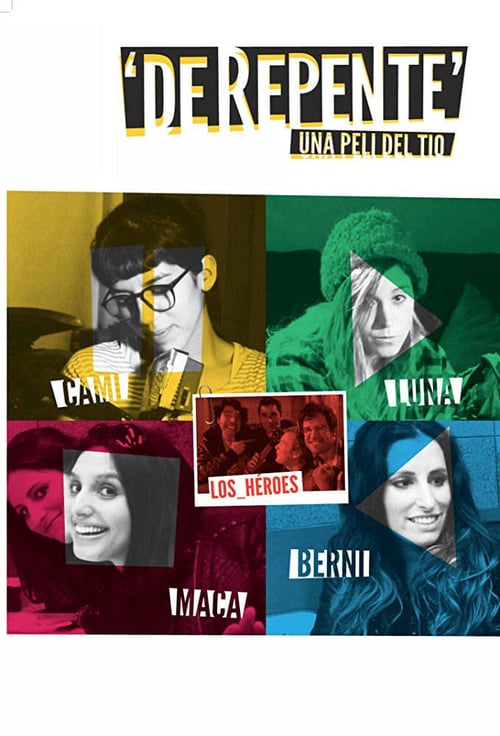 ‘DE REPENTE’
UNA PELI DEL TIO
CAMI
LUNA
LOS_HÉROES
MACA
BERNI